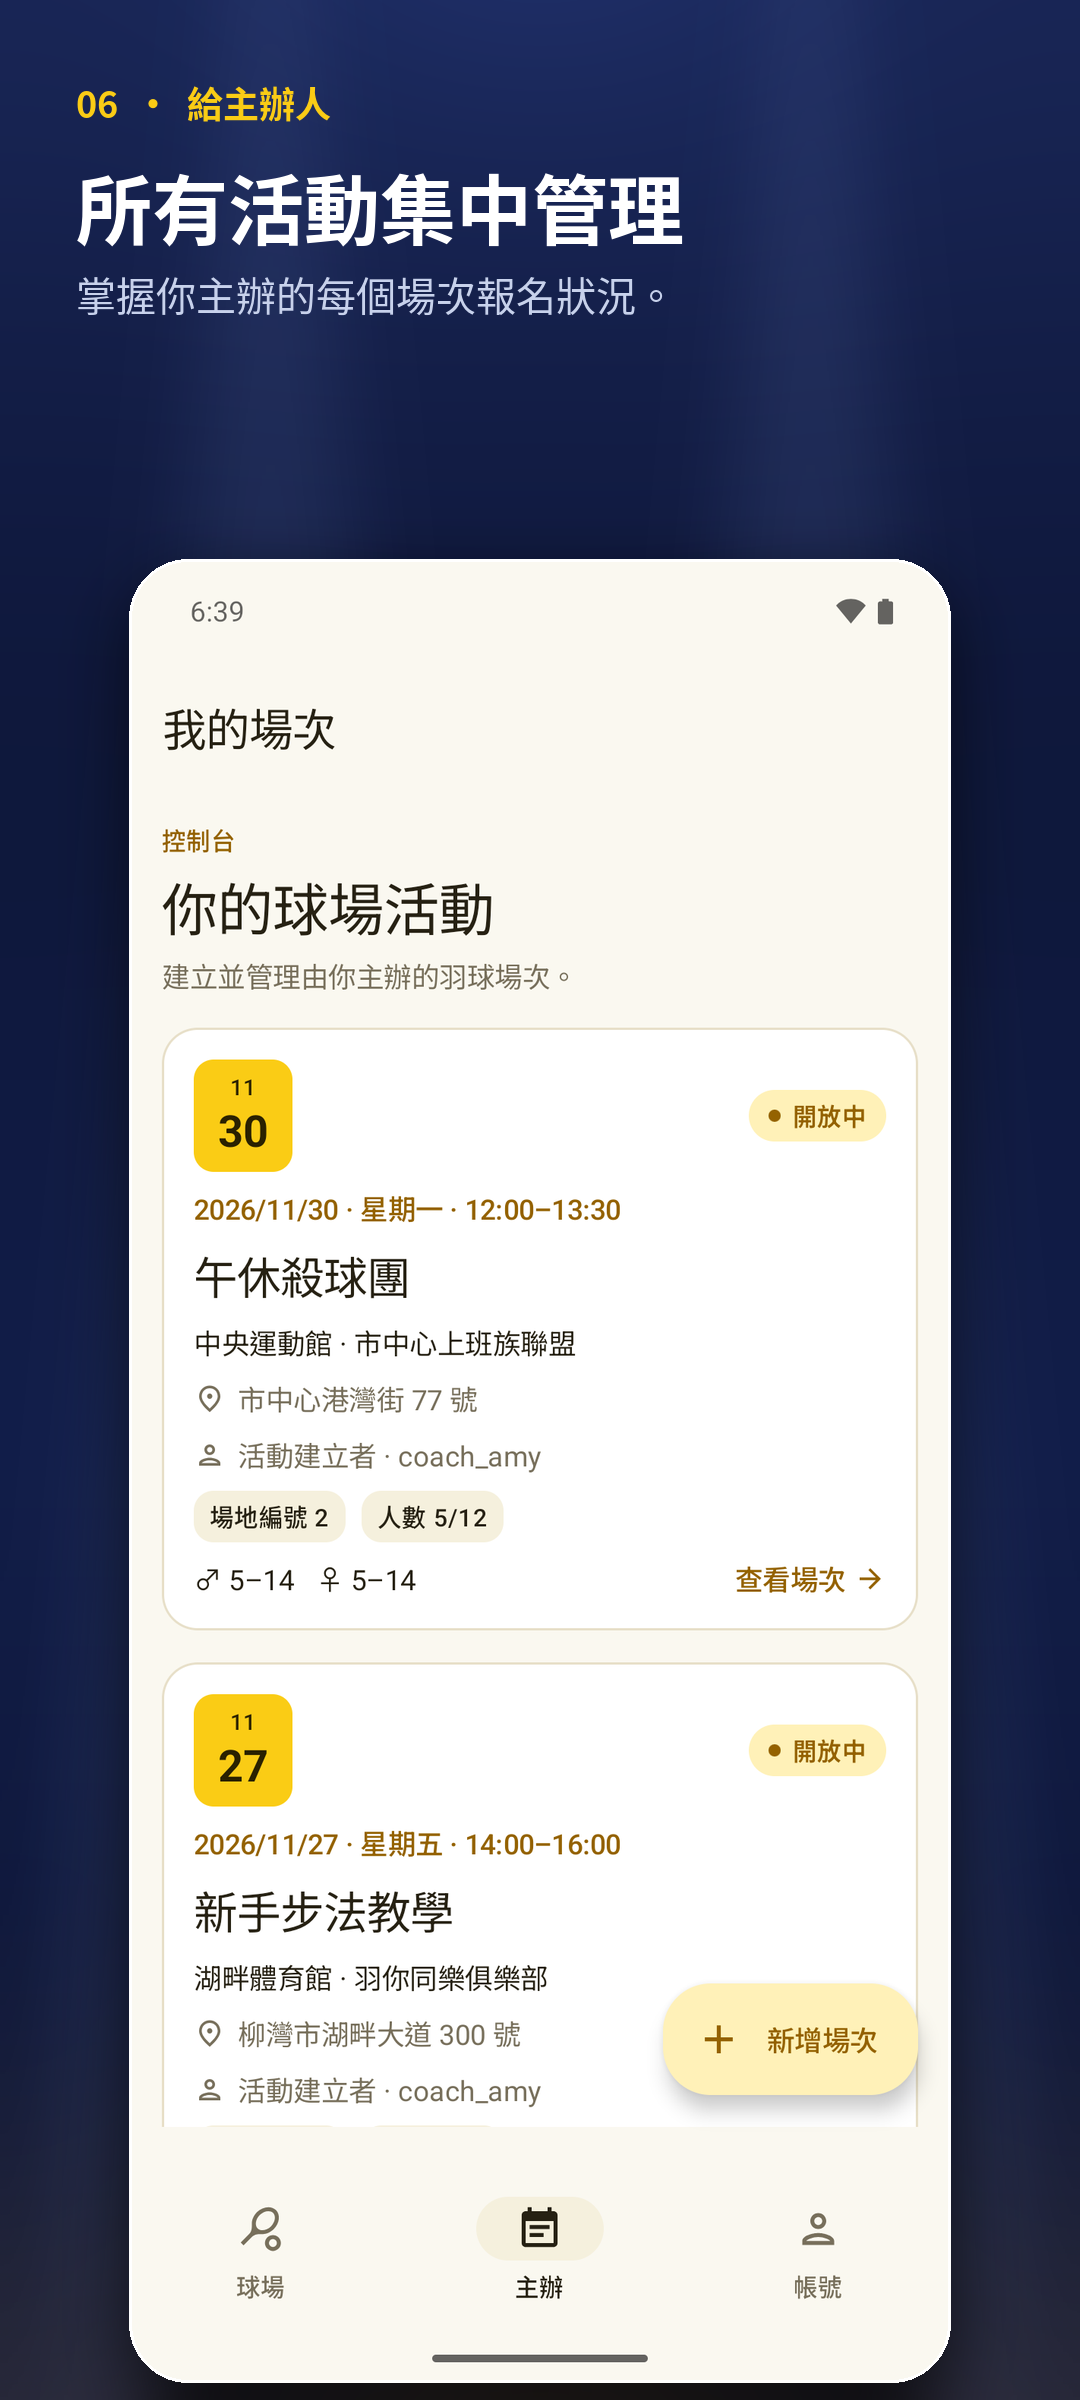 06 • 給主辦人
所有活動集中管理
掌握你主辦的每個場次報名狀況。
6:39
我的場次
控制台
你的球場活動
建立並管理由你主辦的羽球場次。
11
30
開放中
2026/11/30 · 星期一 · 12:00–13:30
午休殺球團
中央運動館 · 市中心上班族聯盟
市中心港灣街 77 號
活動建立者 · coach_amy
場地編號 2 人數 5/12
♂ 5–14 ♀ 5–14 查看場次 →
11
27
開放中
2026/11/27 · 星期五 · 14:00–16:00
新手步法教學
湖畔體育館 · 羽你同樂俱樂部
柳灣市湖畔大道 300 號
活動建立者 · coach_amy
+ 新增場次
球場 主辦 帳號